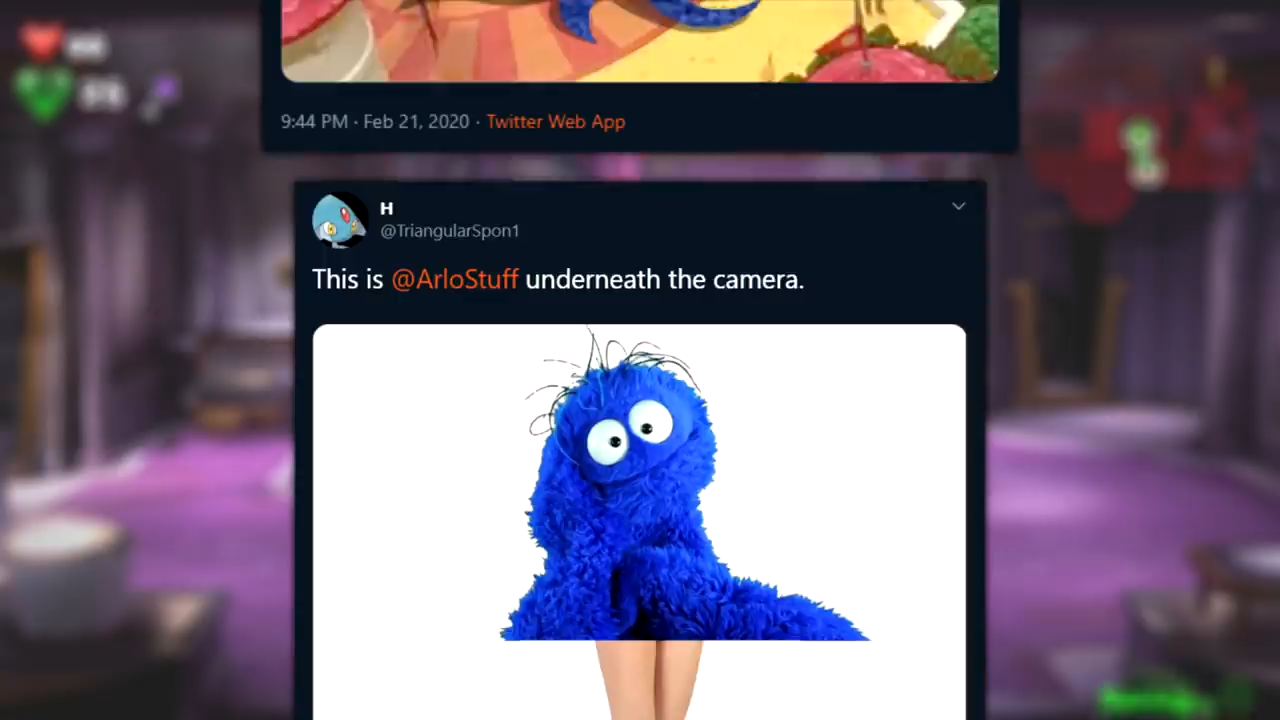 9:44 PM · Feb 21, 2020 · Twitter Web App
H
@TriangularSpon1
This is @ArloStuff underneath the camera.